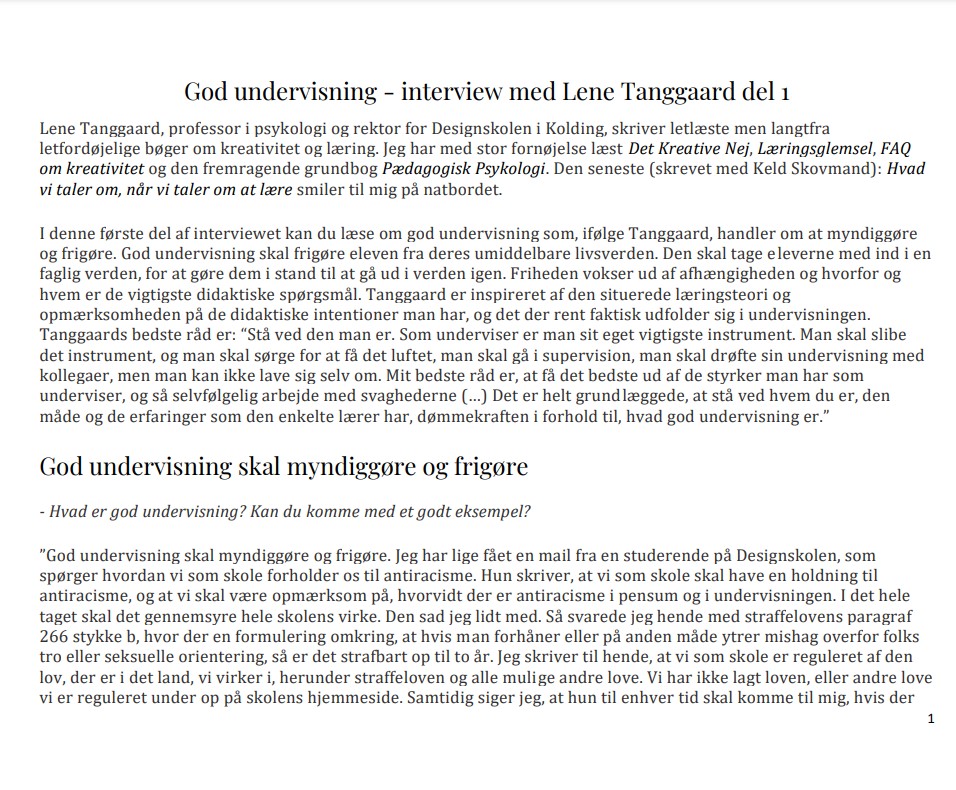 God undervisning - interview med Lene Tanggaard del 1
Lene Tanggaard, professor i psykologi og rektor for Designskolen i Kolding, skriver letlæste men langtfra
letfordøjelige bøger om kreativitet og læring. Jeg har med stor fornøjelse læst Det Kreative Nej, Læringsglemsel, FAQ
om kreativitet og den fremragende grundbog Pædagogisk Psykologi. Den seneste (skrevet med Keld Skovmand): Hvad
vi taler om, når vi taler om at lære smiler til mig på natbordet.
I denne første del af interviewet kan du læse om god undervisning som, ifølge Tanggaard, handler om at myndiggøre
og frigøre. God undervisning skal frigøre eleven fra deres umiddelbare livsverden. Den skal tage eleverne med ind i en
faglig verden, for at gøre dem i stand til at gå ud i verden igen. Friheden vokser ud af afhængigheden og hvorfor og
hvem er de vigtigste didaktiske spørgsmål. Tanggaard er inspireret af den situerede læringsteori og
opmærksomheden på de didaktiske intentioner man har, og det der rent faktisk udfolder sig i undervisningen.
Tanggaards bedste råd er: “Stå ved den man er. Som underviser er man sit eget vigtigste instrument. Man skal slibe
det instrument, og man skal sørge for at få det luftet, man skal gå i supervision, man skal drøfte sin undervisning med
kollegaer, men man kan ikke lave sig selv om. Mit bedste råd er, at få det bedste ud af de styrker man har som
underviser, og så selvfølgelig arbejde med svaghederne (…) Det er helt grundlæggede, at stå ved hvem du er, den
måde og de erfaringer som den enkelte lærer har, dømmekraften i forhold til, hvad god undervisning er.”
God undervisning skal myndiggøre og frigøre
- Hvad er god undervisning? Kan du komme med et godt eksempel?
”God undervisning skal myndiggøre og frigøre. Jeg har lige fået en mail fra en studerende på Designskolen, som
spørger hvordan vi som skole forholder os til antiracisme. Hun skriver, at vi som skole skal have en holdning til
antiracisme, og at vi skal være opmærksom på, hvorvidt der er antiracisme i pensum og i undervisningen. I det hele
taget skal det gennemsyre hele skolens virke. Den sad jeg lidt med. Så svarede jeg hende med straffelovens paragraf
266 stykke b, hvor der en formulering omkring, at hvis man forhåner eller på anden måde ytrer mishag overfor folks
tro eller seksuelle orientering, så er det strafbart op til to år. Jeg skriver til hende, at vi som skole er reguleret af den
lov, der er i det land, vi virker i, herunder straffeloven og alle mulige andre love. Vi har ikke lagt loven, eller andre love
vi er reguleret under op på skolens hjemmeside. Samtidig siger jeg, at hun til enhver tid skal komme til mig, hvis der
1